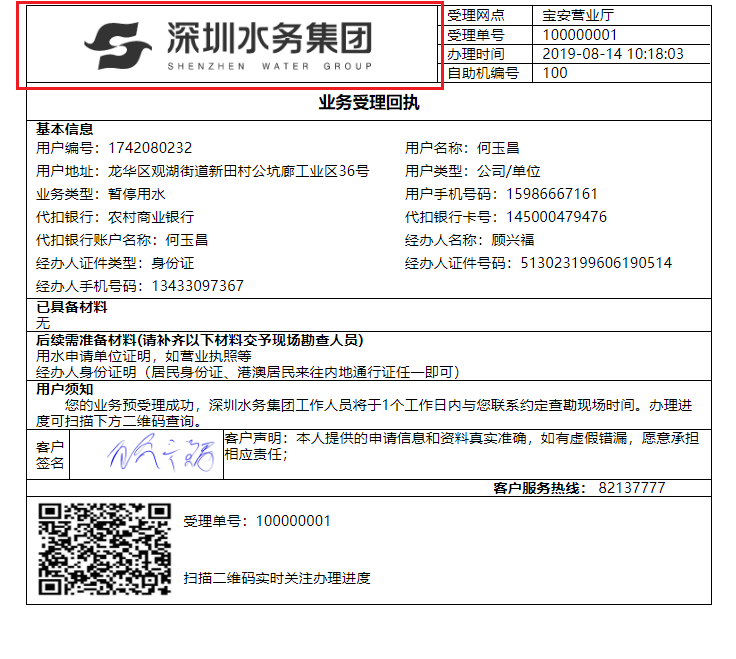 深圳水务集团
SHENZHEN WATER GROUP
受理网点 宝安营业厅
受理单号 100000001
办理时间 2019-08-14 10:18:03
自助机编号 100
业务受理回执
基本信息
用户编号：1742080232 用户名称：何玉昌
用户地址：龙华区观湖街道新田村公坑廊工业区36号 用户类型：公司/单位
业务类型：暂停用水 用户手机号码：15986667161
代扣银行：农村商业银行 代扣银行卡号：145000479476
代扣银行账户名称：何玉昌 经办人名称：顾兴福
经办人证件类型：身份证 经办人证件号码：513023199606190514
经办人手机号码：13433097367
已具备材料
无
后续需准备材料(请补齐以下材料交予现场勘查人员)
用水申请单位证明，如营业执照等
经办人身份证明（居民身份证、港澳居民来往内地通行证任一即可）
用户须知
您的业务预受理成功，深圳水务集团工作人员将于1个工作日内与您联系约定查勘现场时间。办理进
度可扫描下方二维码查询。
客户
签名
客户声明：本人提供的申请信息和资料真实准确，如有虚假错漏，愿意承担
相应责任；
客户服务热线： 82137777
受理单号：100000001
扫描二维码实时关注办理进度